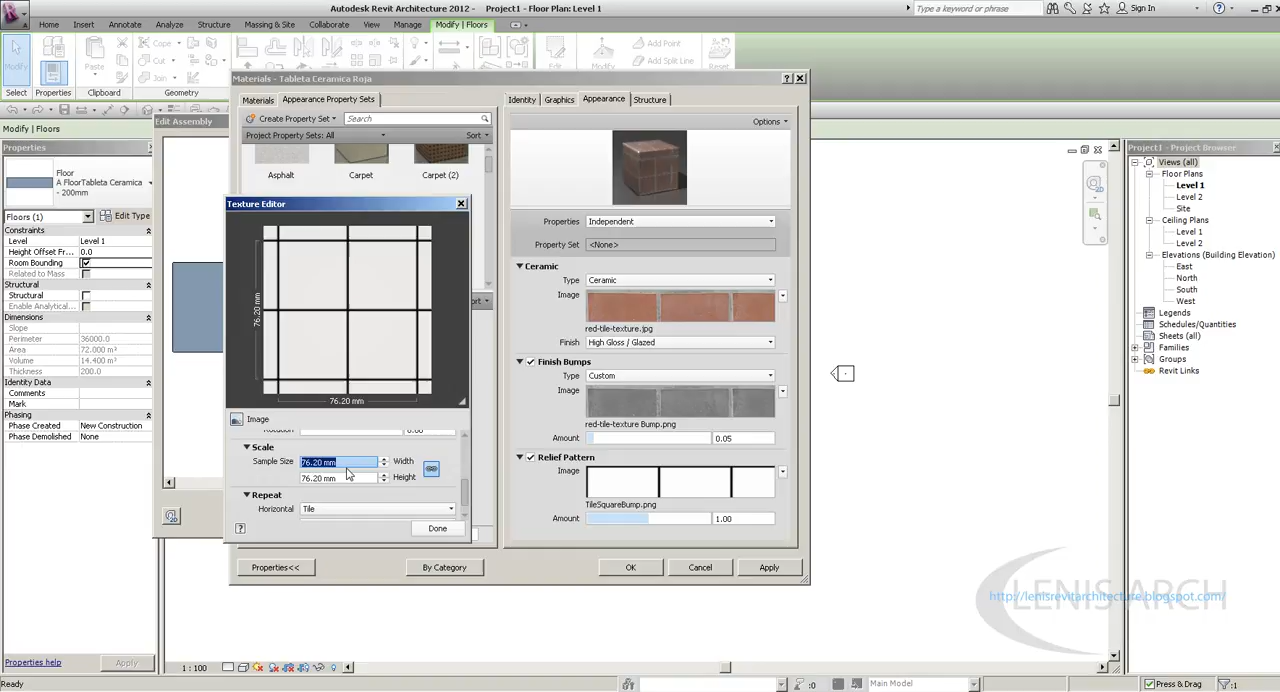 Autodesk Revit Architecture 2012 - Project1 - Floor Plan: Level 1
Type a keyword or phrase
Sign In
Home Insert Annotate Analyze Structure Massing & Site Collaborate View Manage Modify | Floors
Modify
Paste
Cope
Cut
Join
Edit
Modify
Add Point
Add Split Line
Reset
Select Properties Clipboard Geometry
Modify | Floors
Properties
Floor
A FloorTableta Ceramica
- 200mm
Floors (1) Edit Type
Constraints
Level Level 1
Height Offset Fr... 0.0
Room Bounding
Related to Mass
Structural
Structural
Enable Analytical...
Dimensions
Slope
Perimeter 36000.0
Area 72.000 m²
Volume 14.400 m³
Thickness 200.0
Identity Data
Comments
Mark
Phasing
Phase Created New Construction
Phase Demolished None
Properties help Apply
Ready
Edit Assembly
Materials - Tableta Ceramica Roja
Materials Appearance Property Sets
Create Property Set Search
Project Property Sets: All Sort
Asphalt Carpet Carpet (2)
Texture Editor
76.20 mm
76.20 mm
Image
Rotation 0.00
Scale
Sample Size 76.20 mm Width
76.20 mm Height
Repeat
Horizontal Tile
Done
Identity Graphics Appearance Structure
Options
Properties Independent
Property Set <None>
Ceramic
Type Ceramic
Image
red-tile-texture.jpg
Finish High Gloss / Glazed
Finish Bumps
Type Custom
Image
red-tile-texture Bump.png
Amount 0.05
Relief Pattern
Image
TileSquareBump.png
Amount 1.00
Properties<< By Category OK Cancel Apply
Project1 - Project Browser
Views (all)
Floor Plans
Level 1
Level 2
Site
Ceiling Plans
Level 1
Level 2
Elevations (Building Elevation)
East
North
South
West
Legends
Schedules/Quantities
Sheets (all)
Families
Groups
Revit Links
LENIS ARCH
http://lenisrevitarchitecture.blogspot.com/
1 : 100
:0
Main Model
Press & Drag
:1